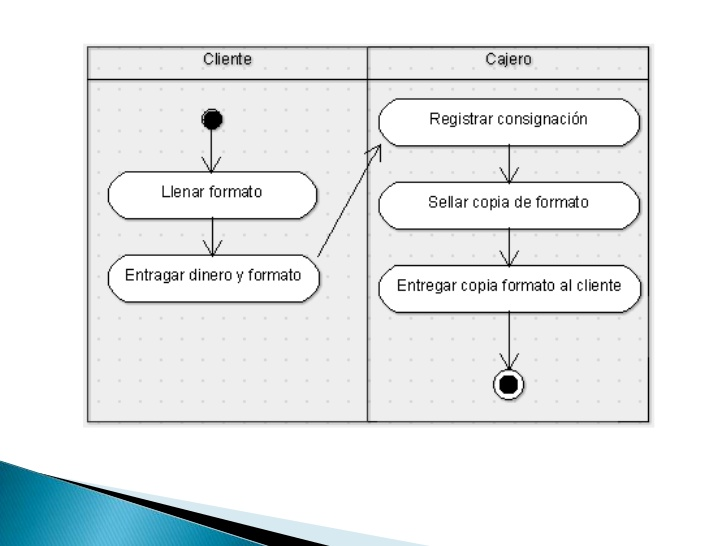 Cliente
Cajero
Llenar formato
Entragar dinero y formato
Registrar consignación
Sellar copia de formato
Entregar copia formato al cliente